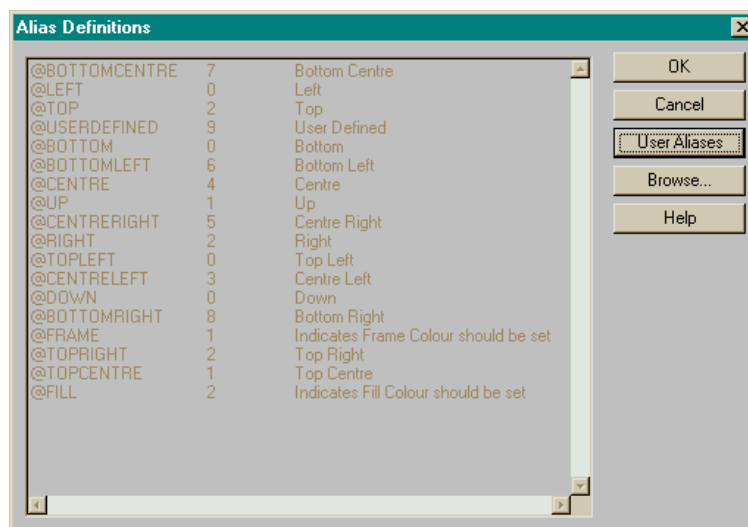 Alias Definitions
@BOTTOMCENTRE 7 Bottom Centre
@LEFT 0 Left
@TOP 2 Top
@USERDEFINED 9 User Defined
@BOTTOM 0 Bottom
@BOTTOMLEFT 6 Bottom Left
@CENTRE 4 Centre
@UP 1 Up
@CENTRERIGHT 5 Centre Right
@RIGHT 2 Right
@TOPLEFT 0 Top Left
@CENTRELEFT 3 Centre Left
@DOWN 0 Down
@BOTTOMRIGHT 8 Bottom Right
@FRAME 1 Indicates Frame Colour should be set
@TOPRIGHT 2 Top Right
@TOPCENTRE 1 Top Centre
@FILL 2 Indicates Fill Colour should be set
OK
Cancel
User Aliases
Browse...
Help